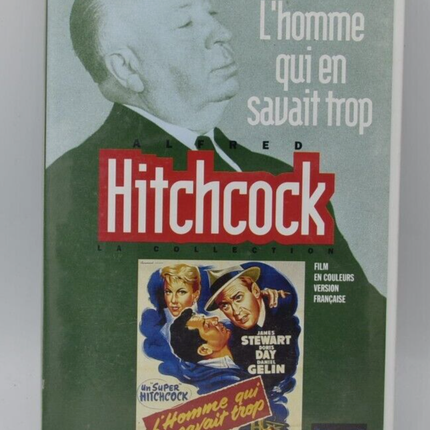 L'homme
qui en
savait trop
ALFRED
Hitchcock
LA COLLECTION
FILM
EN COULEURS
VERSION
FRANÇAISE
JAMES
STEWART
DORIS
DAY
DANIEL
GELIN
un "SUPER"
HITCHCOCK
L'Homme qui
savait trop